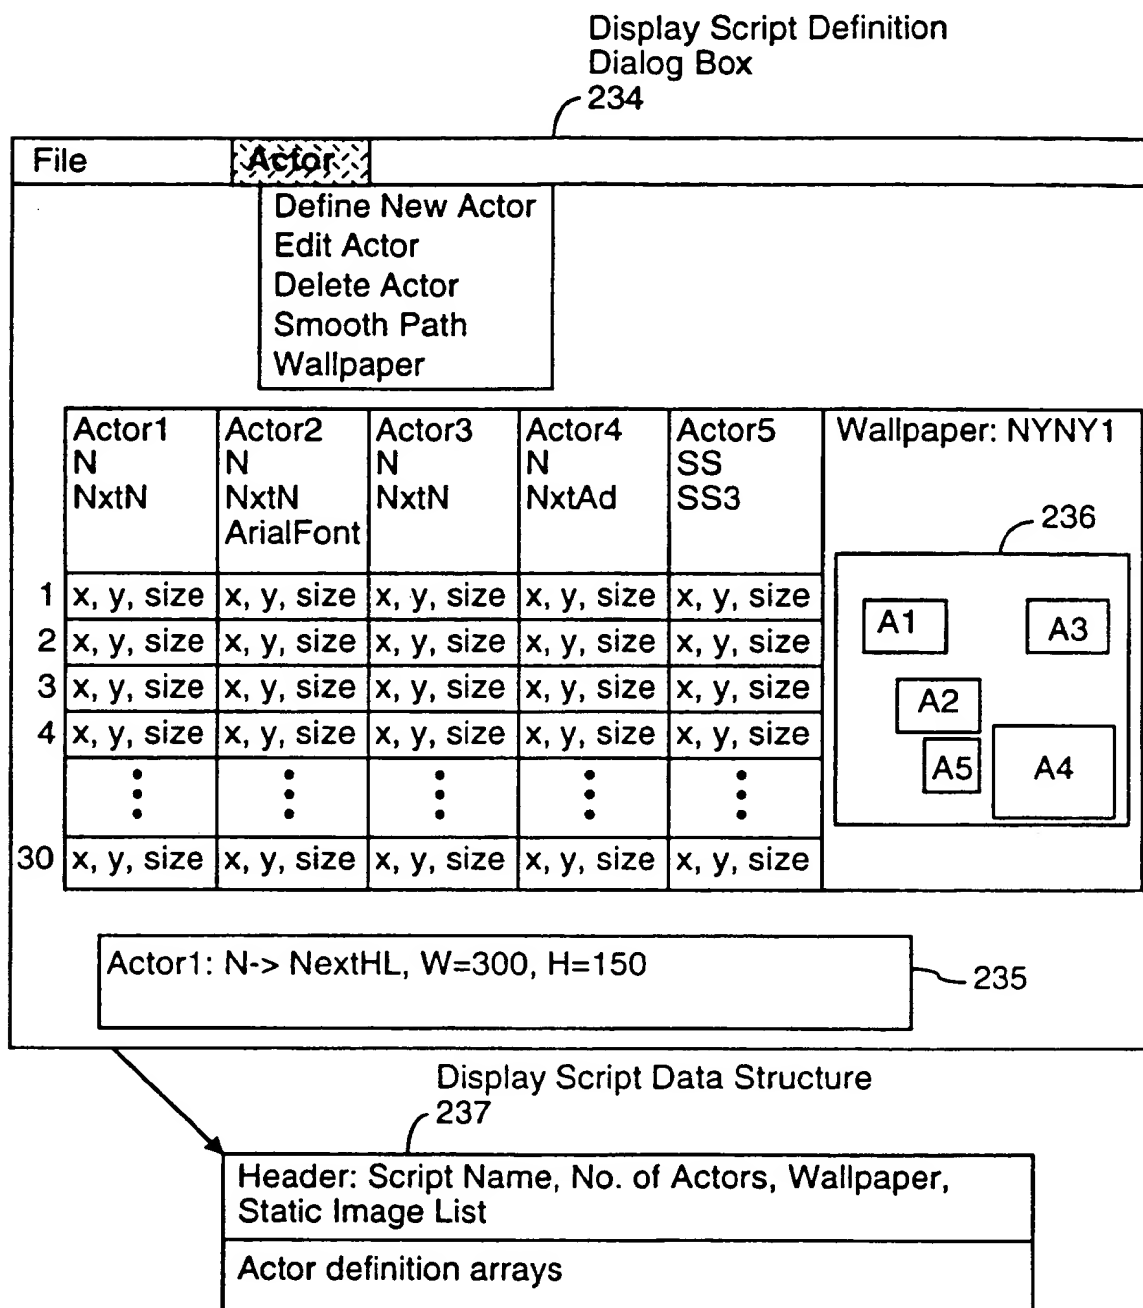 Display Script Definition
Dialog Box
234
File Actor
Define New Actor
Edit Actor
Delete Actor
Smooth Path
Wallpaper
Actor1 Actor2 Actor3 Actor4 Actor5 Wallpaper: NYNY1
N N N N SS
NxtN NxtN NxtN NxtAd SS3
ArialFont
236
1 x, y, size x, y, size x, y, size x, y, size x, y, size
2 x, y, size x, y, size x, y, size x, y, size x, y, size
3 x, y, size x, y, size x, y, size x, y, size x, y, size
4 x, y, size x, y, size x, y, size x, y, size x, y, size
30 x, y, size x, y, size x, y, size x, y, size x, y, size
A1 A3
A2
A5 A4
Actor1: N-> NextHL, W=300, H=150
235
Display Script Data Structure
237
Header: Script Name, No. of Actors, Wallpaper,
Static Image List
Actor definition arrays